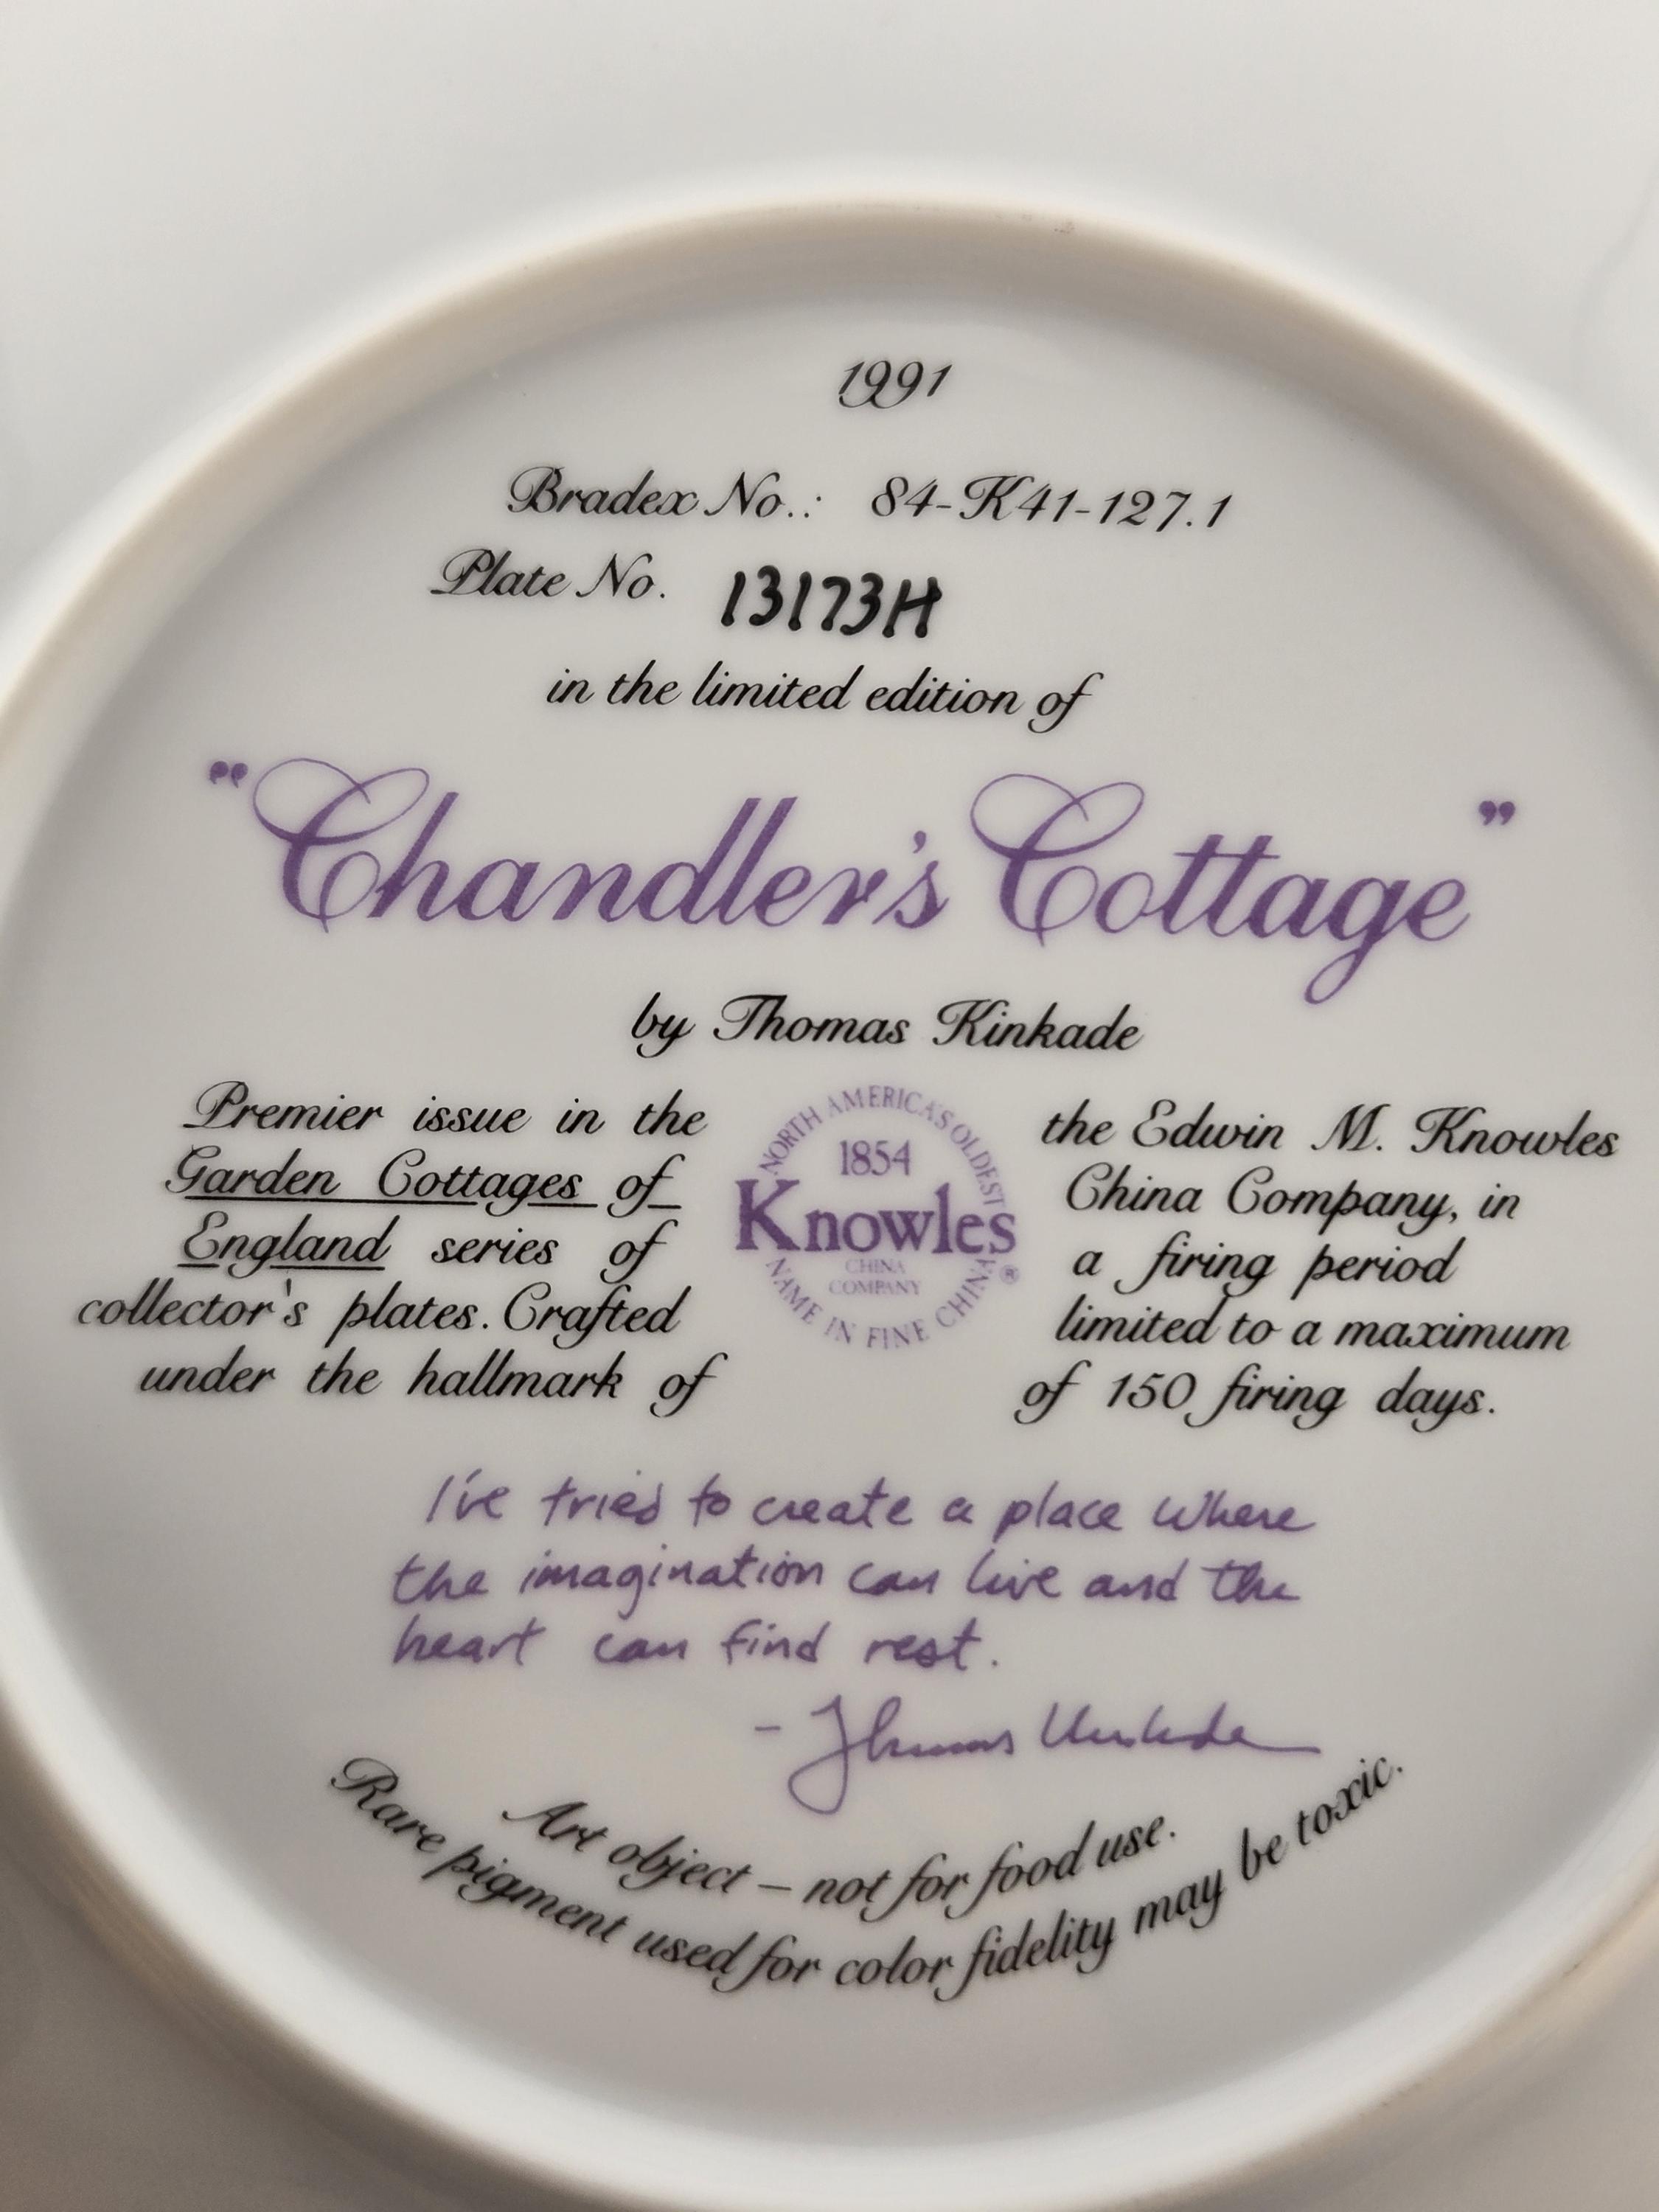 1991
Bradex No.: 84-K41-127.1
Plate No. 13173H
in the limited edition of
"Chandler's Cottage"
by Thomas Kinkade
Premier issue in the
Garden Cottages of
England series of
collector's plates. Crafted
under the hallmark of
NORTH AMERICA'S OLDEST
1854
Knowles
CHINA
COMPANY
NAME IN FINE CHINA
®
the Edwin M. Knowles
China Company, in
a firing period
limited to a maximum
of 150 firing days.
I've tried to create a place where
the imagination can live and the
heart can find rest.
- Thomas Kinkade
Art object – not for food use.
Rare pigment used for color fidelity may be toxic.